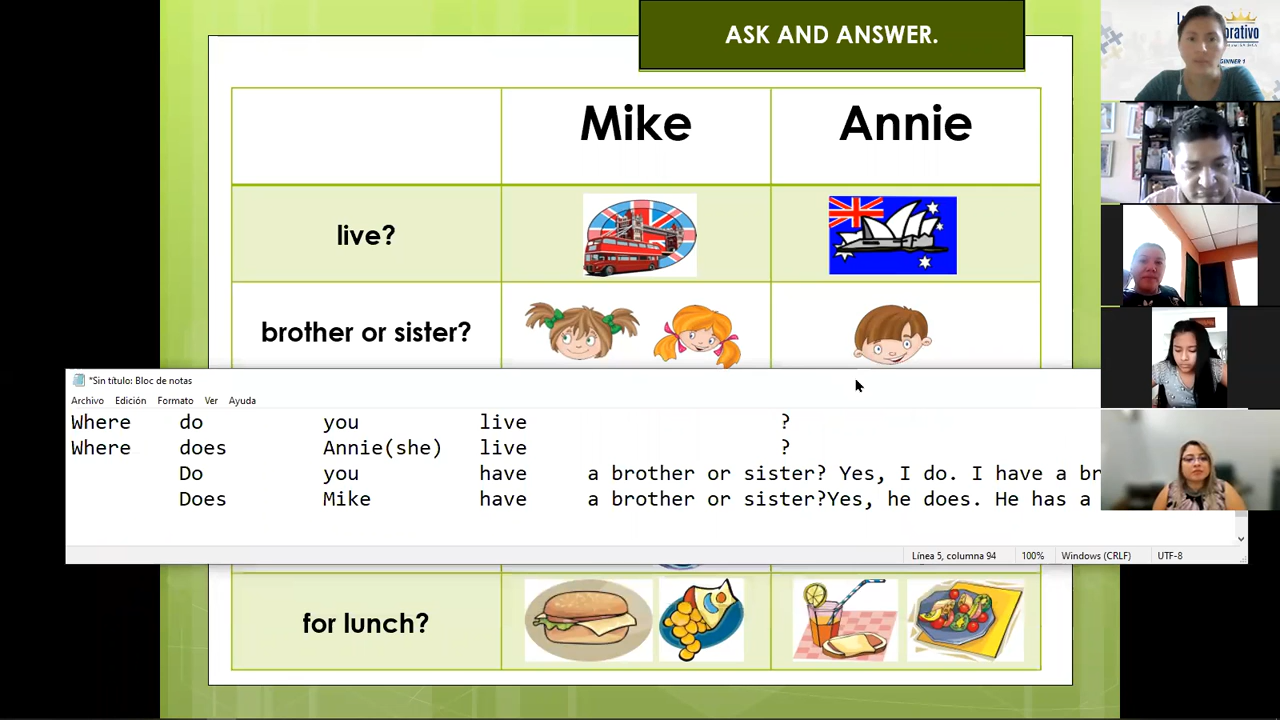 ASK AND ANSWER.
Mike Annie
live?
brother or sister?
*Sin título: Bloc de notas
Archivo Edición Formato Ver Ayuda
Where do you live ?
Where does Annie(she) live ?
Do you have a brother or sister? Yes, I do. I have a br
Does Mike have a brother or sister?Yes, he does. He has a
Línea 5, columna 94 100% Windows (CRLF) UTF-8
for lunch?